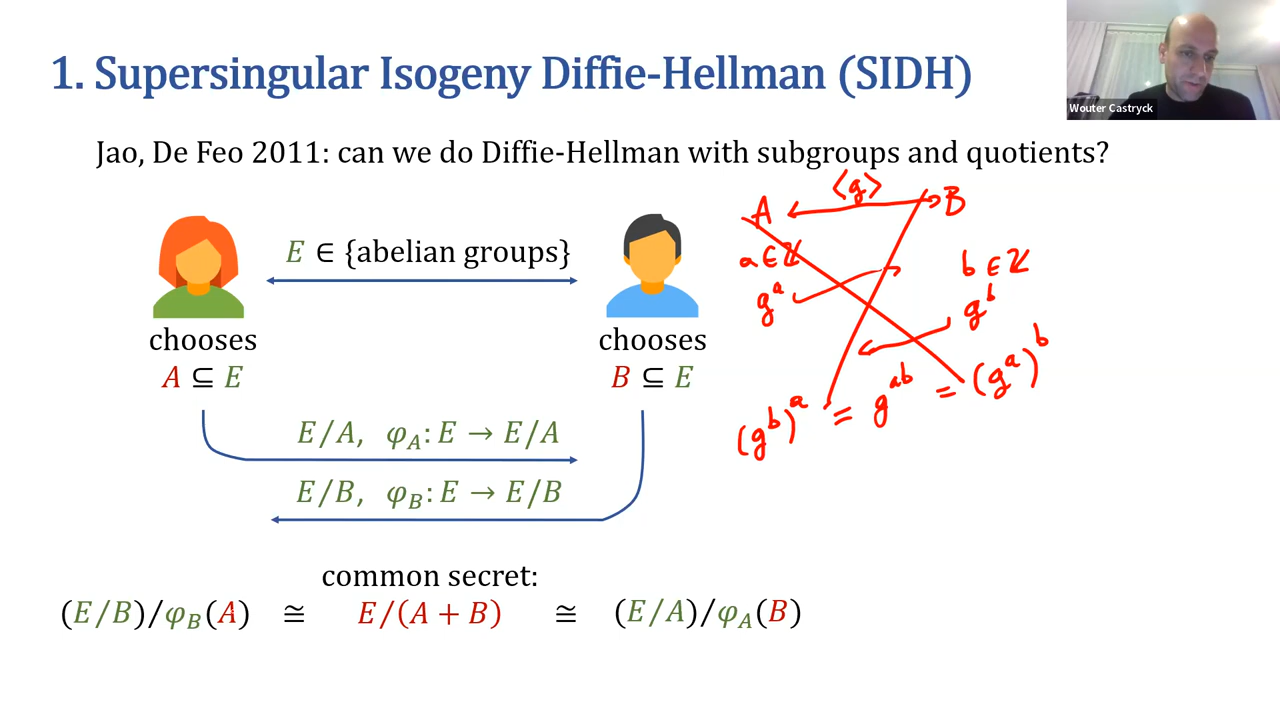 1. Supersingular Isogeny Diffie-Hellman (SIDH)
Wouter Castryck
Jao, De Feo 2011: can we do Diffie-Hellman with subgroups and quotients?
E ∈ {abelian groups}
chooses
A ⊆ E
chooses
B ⊆ E
E/A, φ_A: E → E/A
E/B, φ_B: E → E/B
common secret:
(E/B)/φ_B(A) ≅ E/(A + B) ≅ (E/A)/φ_A(B)
A ⟨g⟩ B
a ∈ ℤ b ∈ ℤ
g^a g^b
(g^b)^a = g^ab = (g^a)^b